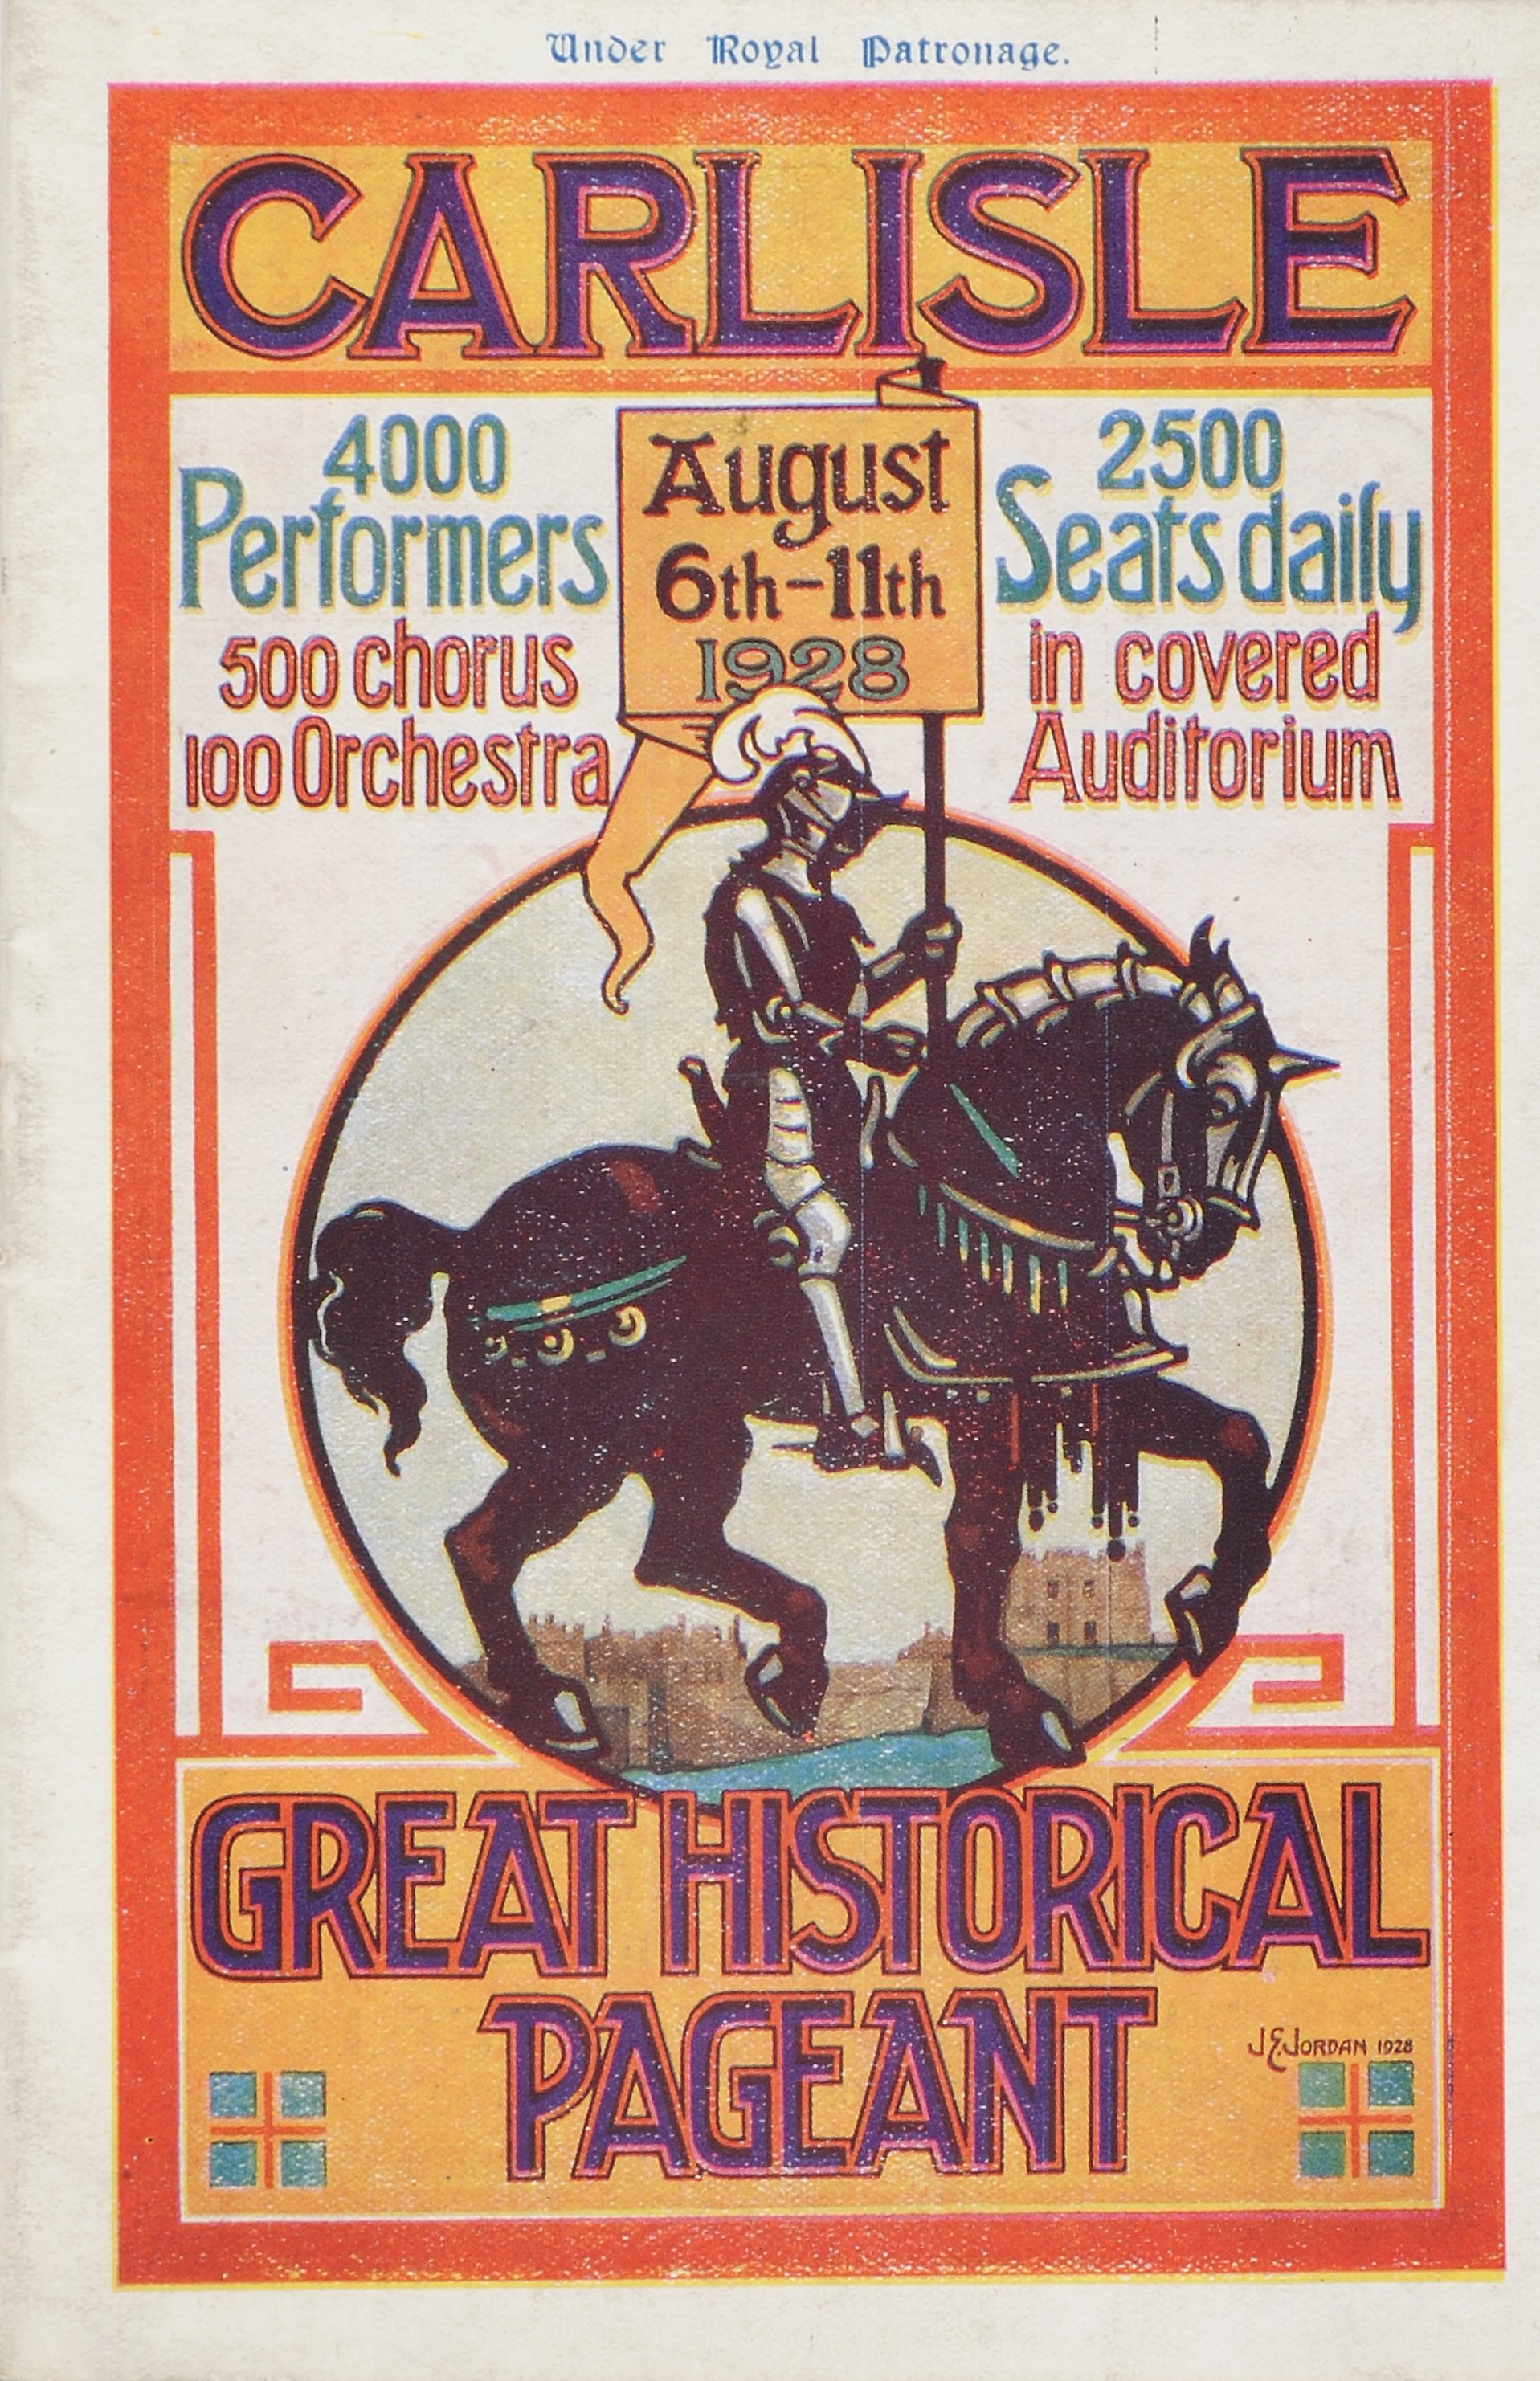 Under Royal Patronage.
CARLISLE
4000
Performers
500 chorus
100 Orchestra
August
6th-11th
1928
2500
Seats daily
in covered
Auditorium
GREAT HISTORICAL
PAGEANT
J.E. JORDAN 1928